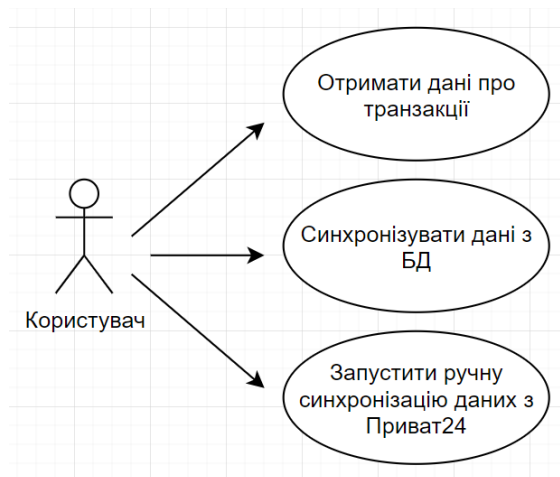 Отримати дані про
транзакції
Синхронізувати дані з
БД
Користувач
Запустити ручну
синхронізацію даних з
Приват24